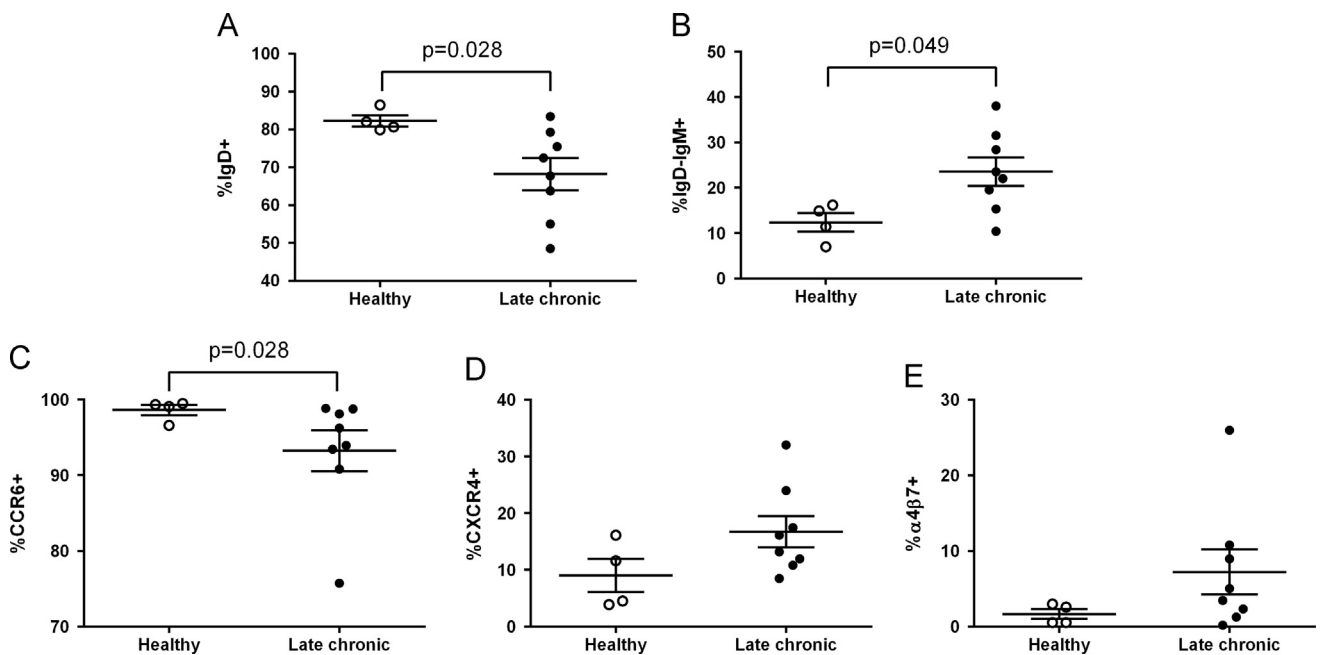 A
p=0.028
%IgD+
100
90
80
70
60
50
40
Healthy
Late chronic
B
p=0.049
%IgD-IgM+
50
40
30
20
10
0
Healthy
Late chronic
C
p=0.028
%CCR6+
100
90
80
70
Healthy
Late chronic
D
%CXCR4+
40
30
20
10
0
Healthy
Late chronic
E
%α4β7+
30
20
10
0
Healthy
Late chronic